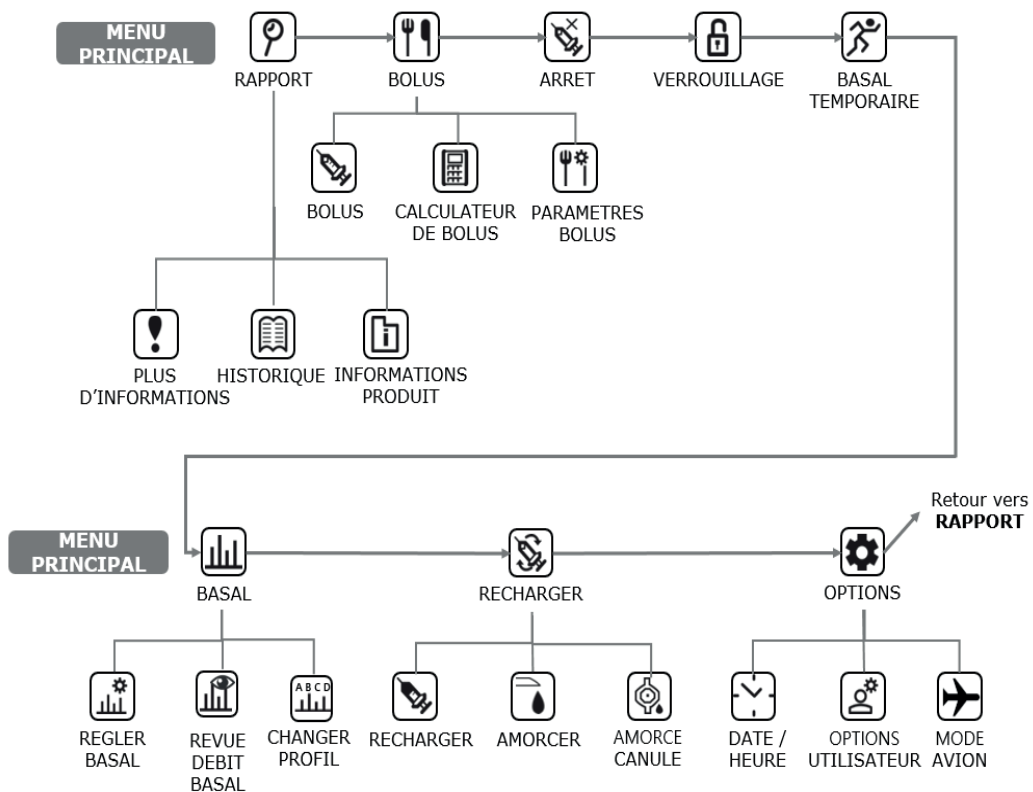 MENU
PRINCIPAL
RAPPORT
BOLUS
ARRET
VERROUILLAGE
BASAL
TEMPORAIRE
BOLUS
CALCULATEUR
DE BOLUS
PARAMETRES
BOLUS
PLUS
D'INFORMATIONS
HISTORIQUE
INFORMATIONS
PRODUIT
Retour vers
RAPPORT
MENU
PRINCIPAL
BASAL
RECHARGER
OPTIONS
A B C D
REGLER
BASAL
REVUE
DEBIT
BASAL
CHANGER
PROFIL
RECHARGER
AMORCER
AMORCE
CANULE
DATE /
HEURE
OPTIONS
UTILISATEUR
MODE
AVION